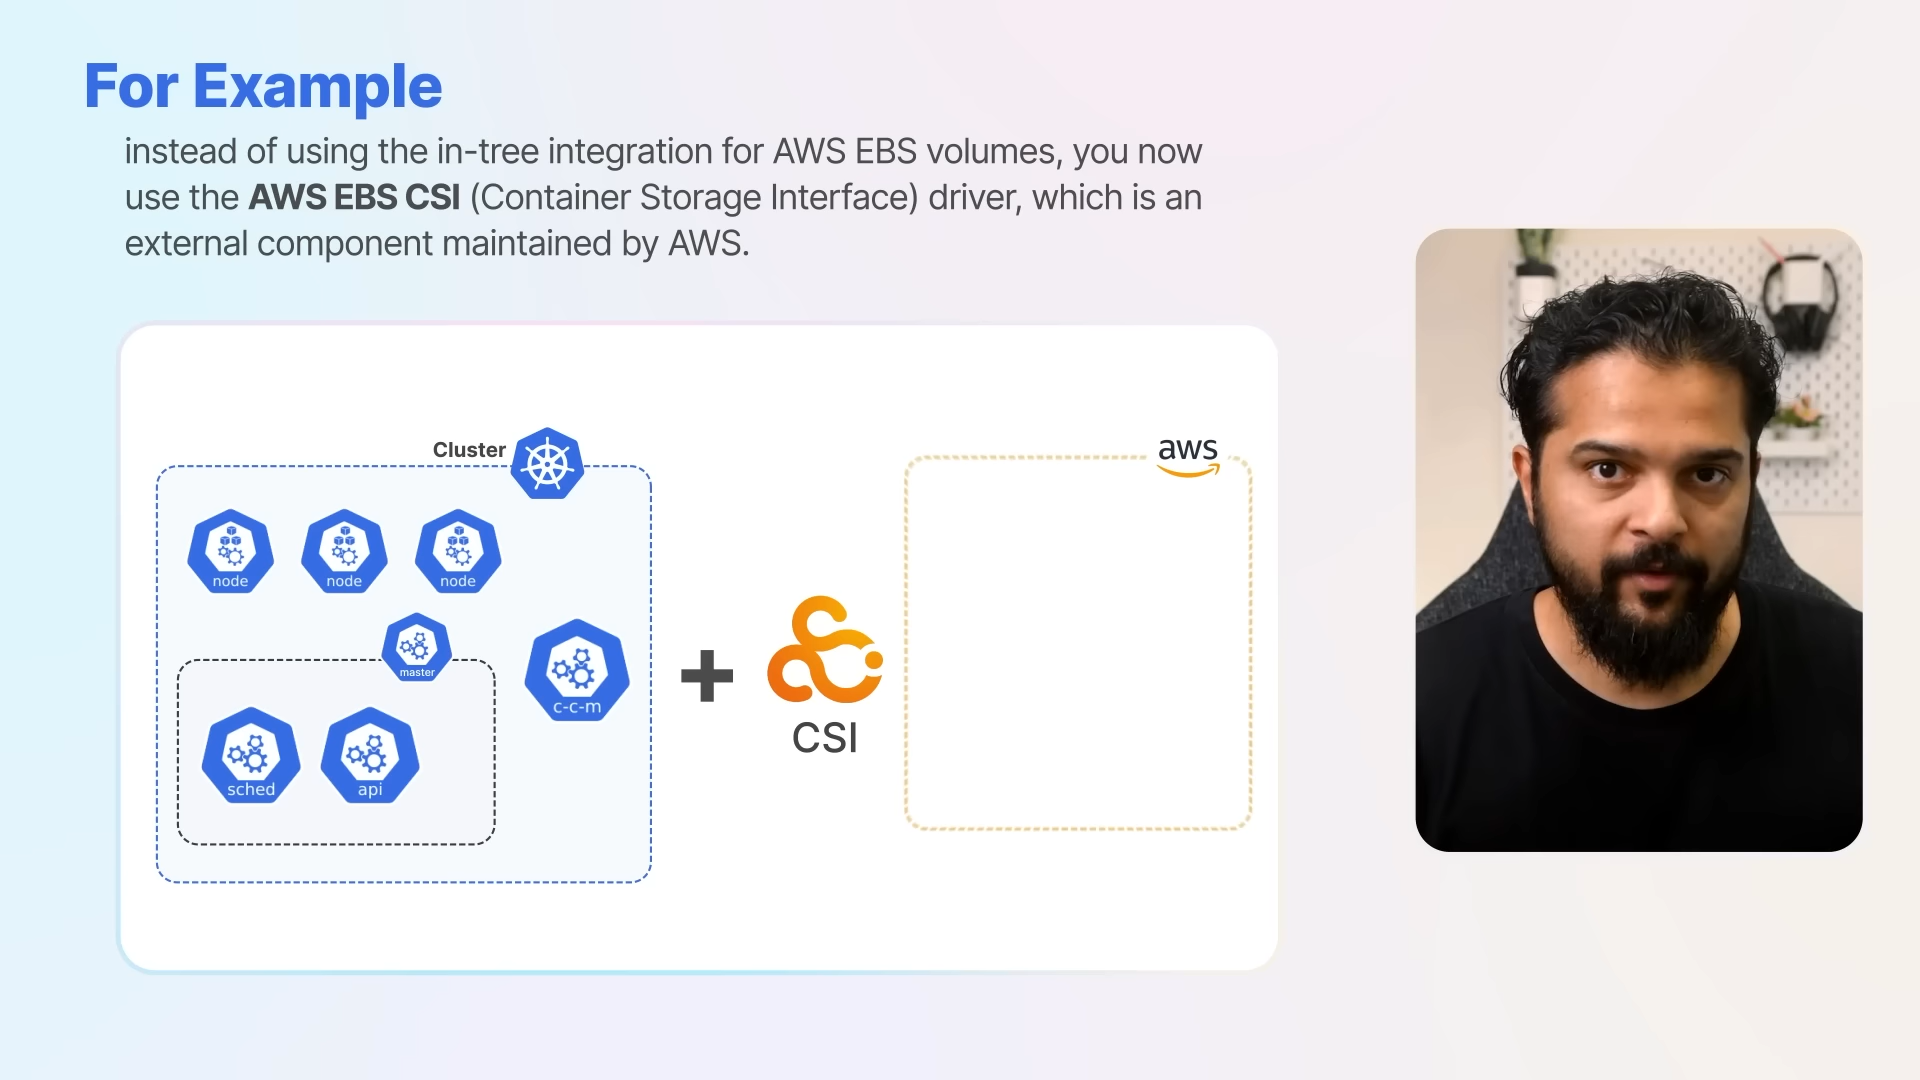 For Example
instead of using the in-tree integration for AWS EBS volumes, you now
use the AWS EBS CSI (Container Storage Interface) driver, which is an
external component maintained by AWS.
Cluster
aws
node
node
node
master
c-c-m
sched
api
CSI